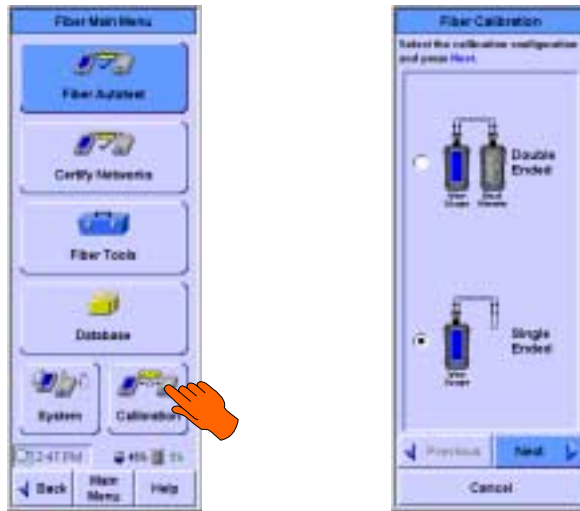 Fiber Main Menu
Fiber Autotest
Certify Networks
Fiber Tools
Database
System
Calibration
2:47 PM
Back
Main
Menu
Help
Fiber Calibration
Select the calibration configuration
and press Next.
Double
Ended
Single
Ended
Previous
Next
Cancel